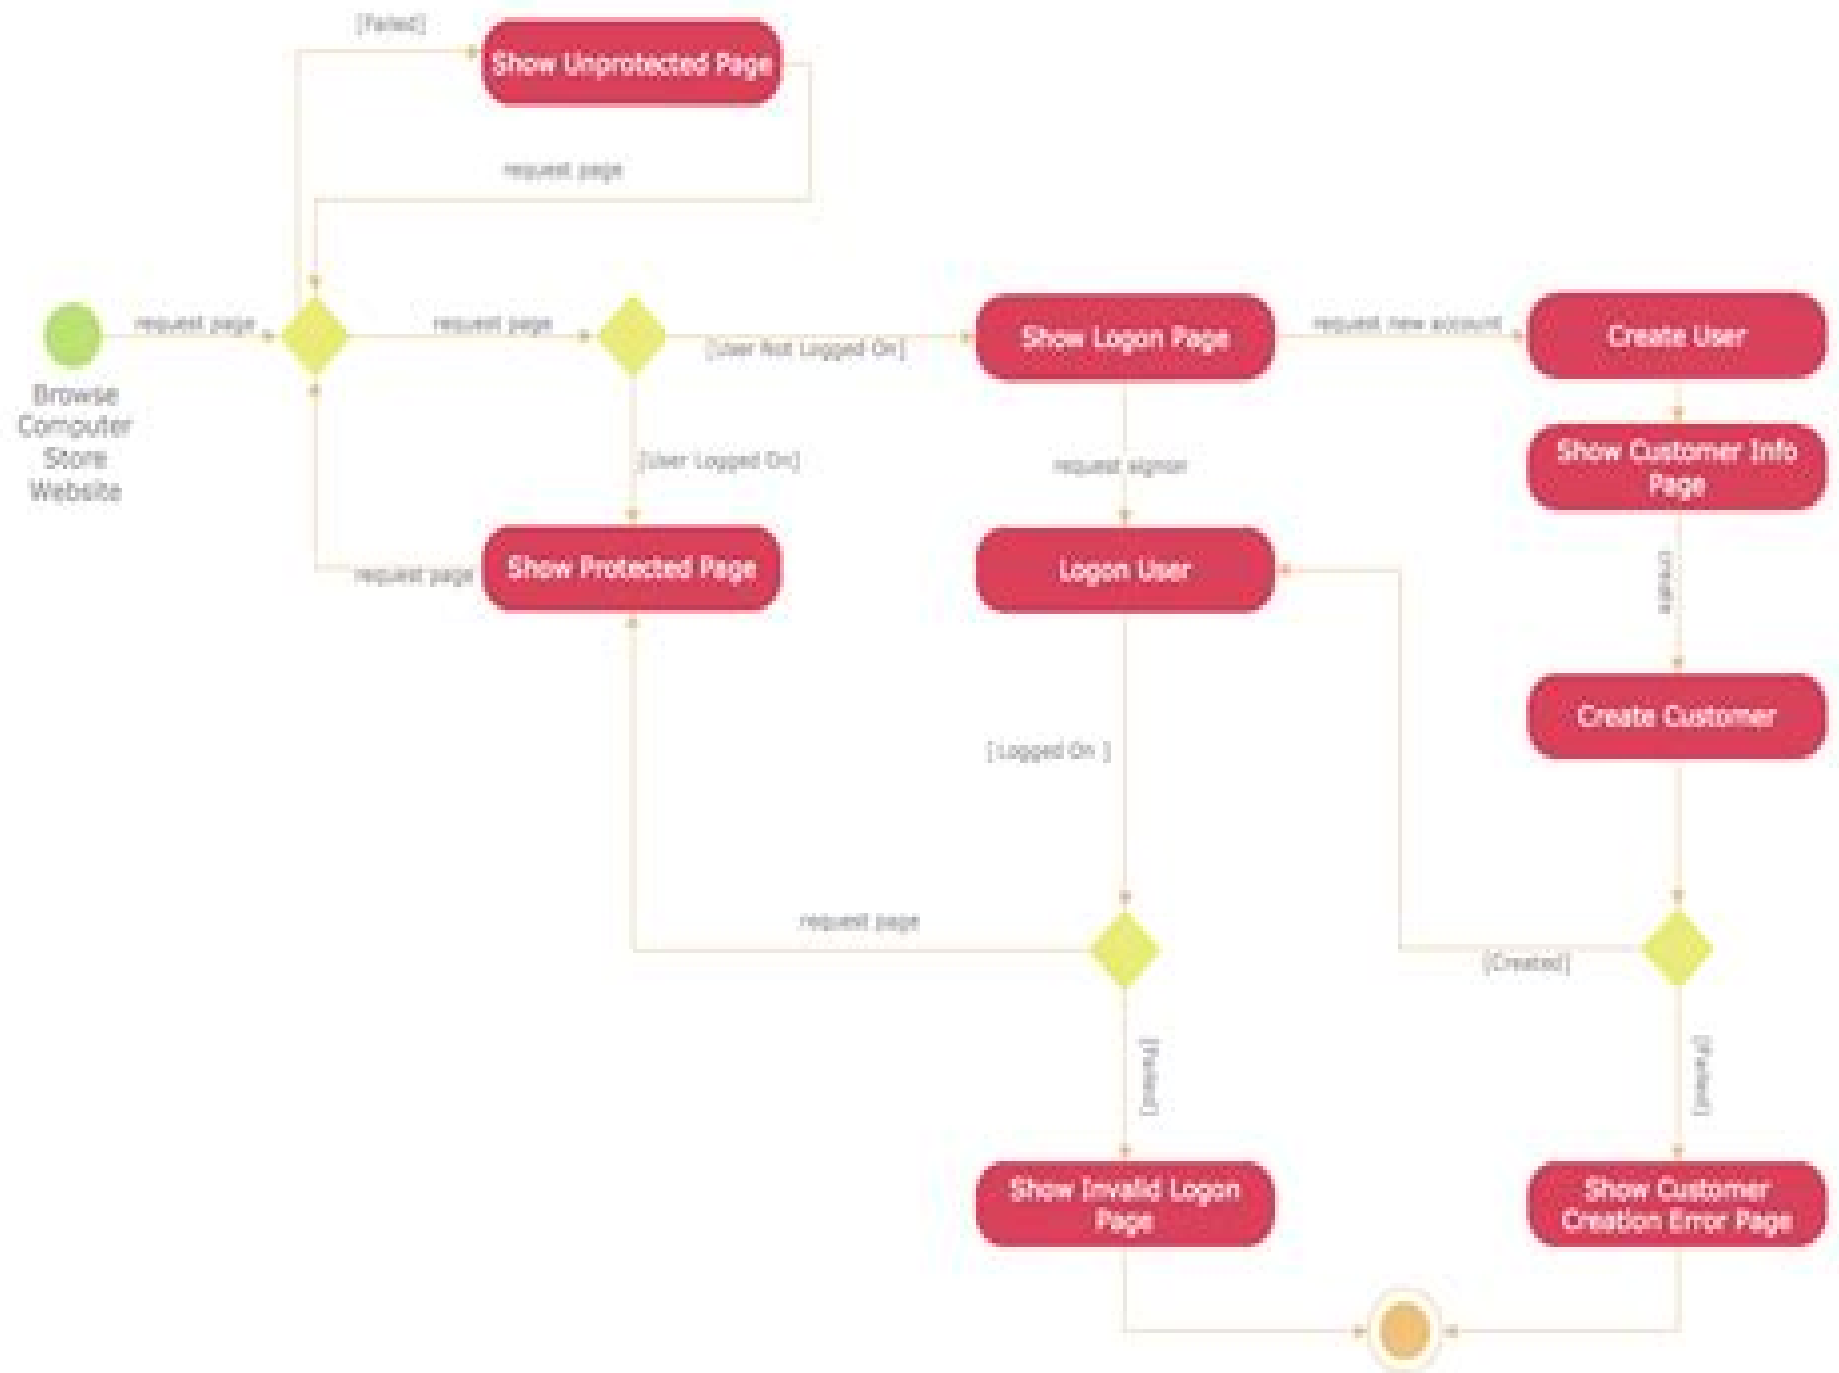 [Failed]
Show Unprotected Page
request page
request page
request page
[User Not Logged On]
Show Logon Page
request new account
Create User
Browse
Computer
Store
Website
[User Logged On]
request signon
Show Customer Info
Page
request page
Show Protected Page
Logon User
create
Create Customer
[ Logged On ]
request page
[Created]
[Failed]
[Failed]
Show Invalid Logon
Page
Show Customer
Creation Error Page